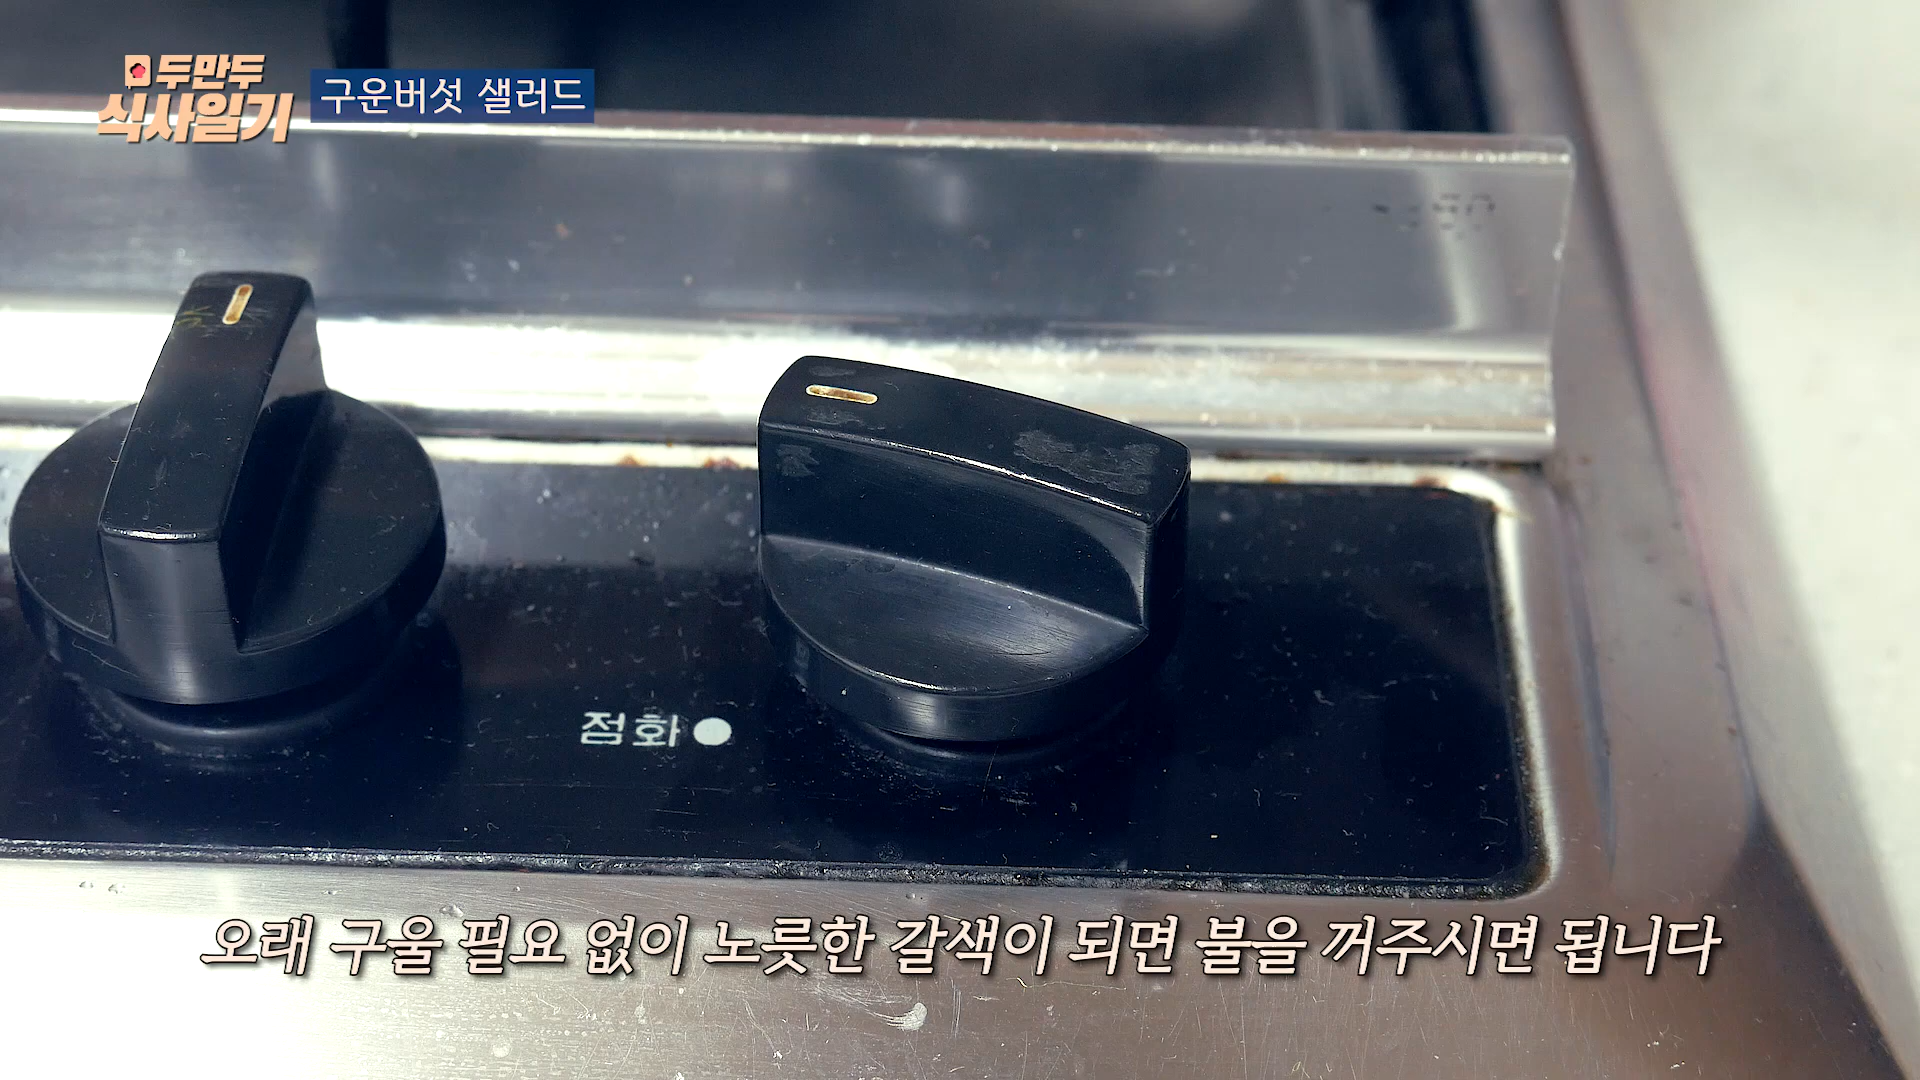 두만두
식사일기
구운버섯 샐러드
점화
오래 구울 필요 없이 노릇한 갈색이 되면 불을 꺼주시면 됩니다